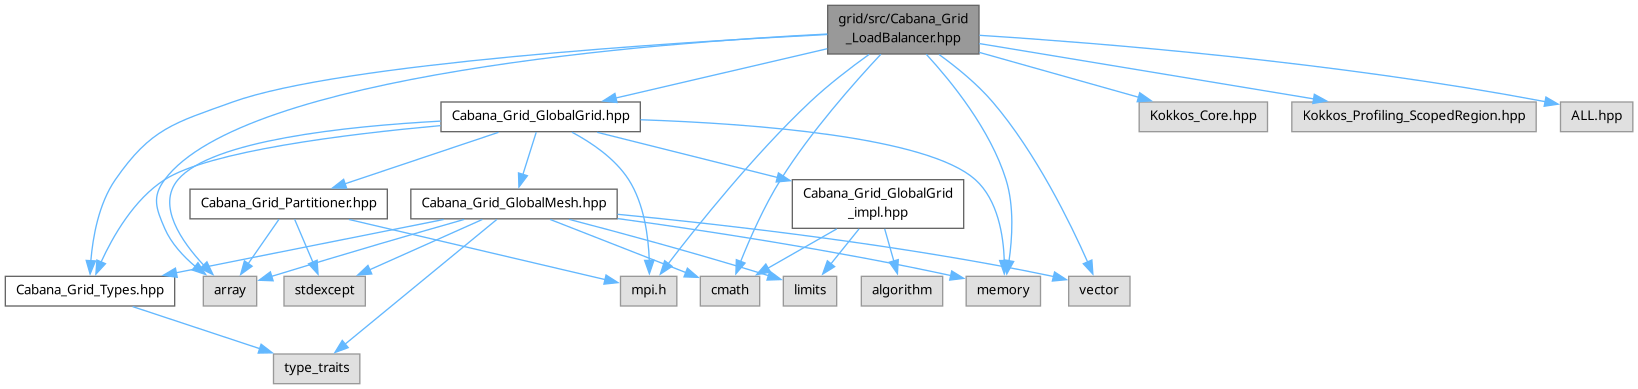 grid/src/Cabana_Grid
_LoadBalancer.hpp
Cabana_Grid_GlobalGrid.hpp
Kokkos_Core.hpp
Kokkos_Profiling_ScopedRegion.hpp
ALL.hpp
Cabana_Grid_Partitioner.hpp
Cabana_Grid_GlobalMesh.hpp
Cabana_Grid_GlobalGrid
_impl.hpp
Cabana_Grid_Types.hpp
array
stdexcept
mpi.h
cmath
limits
algorithm
memory
vector
type_traits